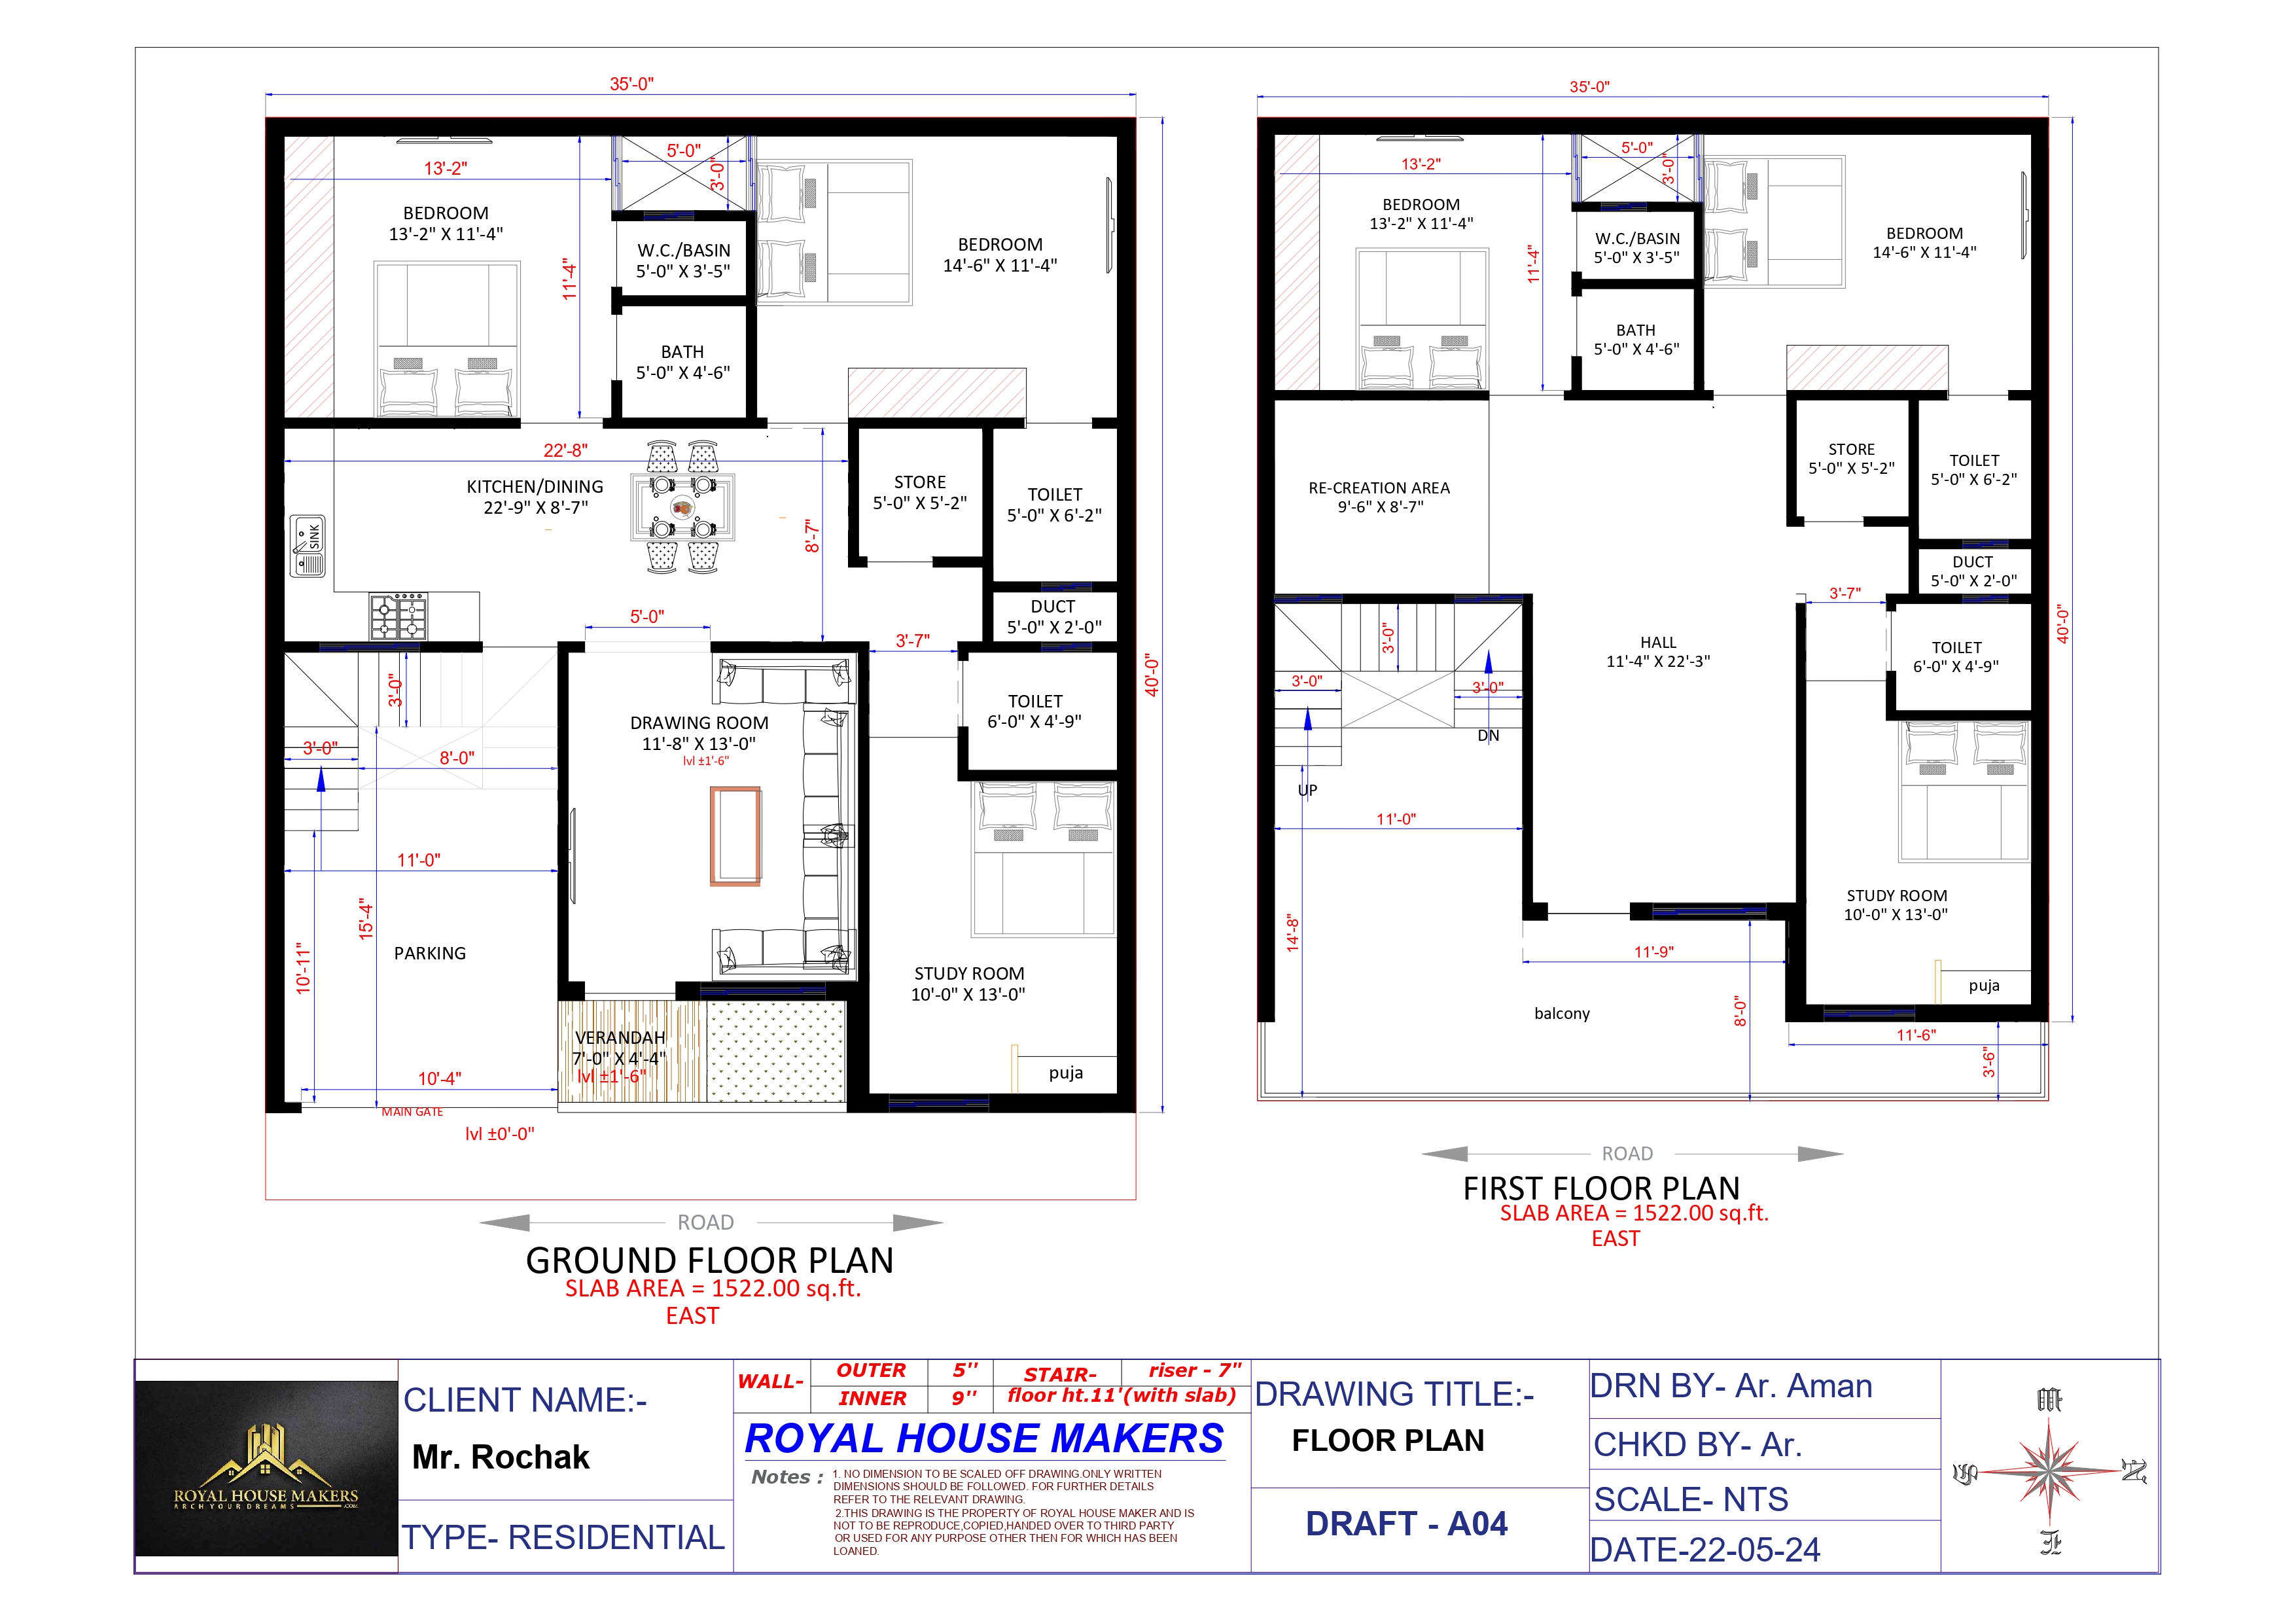 35'-0"
5'-0"
3'-0"
13'-2"
BEDROOM
13'-2" X 11'-4"
11'-4"
W.C./BASIN
5'-0" X 3'-5"
BEDROOM
14'-6" X 11'-4"
BATH
5'-0" X 4'-6"
22'-8"
KITCHEN/DINING
22'-9" X 8'-7"
SINK
8'-7"
STORE
5'-0" X 5'-2"
TOILET
5'-0" X 6'-2"
DUCT
5'-0" X 2'-0"
5'-0"
3'-7"
40'-0"
3'-0"
3'-0"
8'-0"
DRAWING ROOM
11'-8" X 13'-0"
lvl ±1'-6"
TOILET
6'-0" X 4'-9"
11'-0"
15'-4"
10'-11"
PARKING
STUDY ROOM
10'-0" X 13'-0"
VERANDAH
7'-0" X 4'-4"
lvl ±1'-6"
10'-4"
puja
MAIN GATE
lvl ±0'-0"
ROAD
GROUND FLOOR PLAN
SLAB AREA = 1522.00 sq.ft.
EAST
35'-0"
5'-0"
3'-0"
13'-2"
BEDROOM
13'-2" X 11'-4"
11'-4"
W.C./BASIN
5'-0" X 3'-5"
BEDROOM
14'-6" X 11'-4"
BATH
5'-0" X 4'-6"
RE-CREATION AREA
9'-6" X 8'-7"
STORE
5'-0" X 5'-2"
TOILET
5'-0" X 6'-2"
DUCT
5'-0" X 2'-0"
3'-7"
40'-0"
3'-0"
3'-0"
3'-0"
HALL
11'-4" X 22'-3"
TOILET
6'-0" X 4'-9"
DN
UP
11'-0"
14'-8"
STUDY ROOM
10'-0" X 13'-0"
11'-9"
puja
balcony
8'-0"
11'-6"
3'-6"
ROAD
FIRST FLOOR PLAN
SLAB AREA = 1522.00 sq.ft.
EAST
ROYAL HOUSE MAKERS
ARCH YOUR DREAMS .COM
CLIENT NAME:-
Mr. Rochak
TYPE- RESIDENTIAL
WALL-
OUTER 5''
INNER 9''
STAIR- riser - 7"
floor ht.11'(with slab)
ROYAL HOUSE MAKERS
Notes :
1. NO DIMENSION TO BE SCALED OFF DRAWING.ONLY WRITTEN
DIMENSIONS SHOULD BE FOLLOWED. FOR FURTHER DETAILS
REFER TO THE RELEVANT DRAWING.
2.THIS DRAWING IS THE PROPERTY OF ROYAL HOUSE MAKER AND IS
NOT TO BE REPRODUCE,COPIED,HANDED OVER TO THIRD PARTY
OR USED FOR ANY PURPOSE OTHER THEN FOR WHICH HAS BEEN
LOANED.
DRAWING TITLE:-
FLOOR PLAN
DRAFT - A04
DRN BY- Ar. Aman
CHKD BY- Ar.
SCALE- NTS
DATE-22-05-24
W
S
N
E